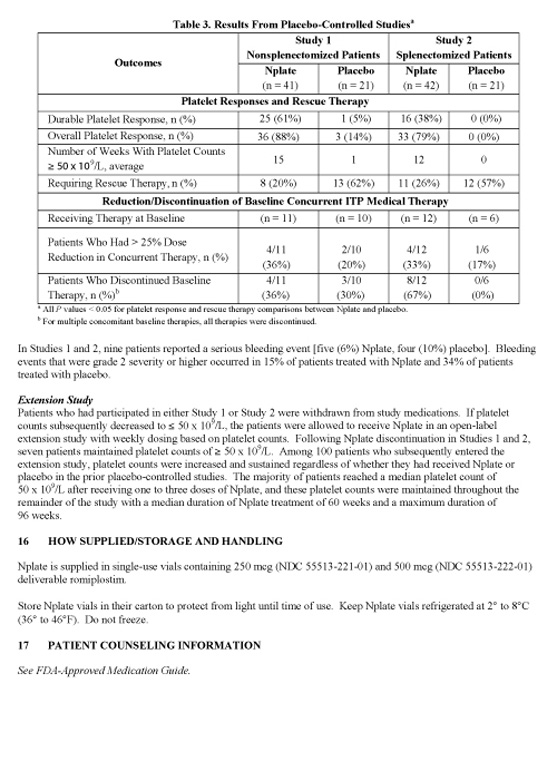 Table 3. Results From Placebo-Controlled Studiesᵃ
Outcomes
Study 1
Nonsplenectomized Patients
Study 2
Splenectomized Patients
Nplate
(n = 41)
Placebo
(n = 21)
Nplate
(n = 42)
Placebo
(n = 21)
Platelet Responses and Rescue Therapy
Durable Platelet Response, n (%) 25 (61%) 1 (5%) 16 (38%) 0 (0%)
Overall Platelet Response, n (%) 36 (88%) 3 (14%) 33 (79%) 0 (0%)
Number of Weeks With Platelet Counts
≥ 50 x 10⁹/L, average 15 1 12 0
Requiring Rescue Therapy, n (%) 8 (20%) 13 (62%) 11 (26%) 12 (57%)
Reduction/Discontinuation of Baseline Concurrent ITP Medical Therapy
Receiving Therapy at Baseline (n = 11) (n = 10) (n = 12) (n = 6)
Patients Who Had > 25% Dose
Reduction in Concurrent Therapy, n (%)
4/11 2/10 4/12 1/6
(36%) (20%) (33%) (17%)
Patients Who Discontinued Baseline 4/11 3/10 8/12 0/6
Therapy, n (%)ᵇ (36%) (30%) (67%) (0%)
ᵃ All P values < 0.05 for platelet response and rescue therapy comparisons between Nplate and placebo.
ᵇ For multiple concomitant baseline therapies, all therapies were discontinued.
In Studies 1 and 2, nine patients reported a serious bleeding event [five (6%) Nplate, four (10%) placebo]. Bleeding
events that were grade 2 severity or higher occurred in 15% of patients treated with Nplate and 34% of patients
treated with placebo.
Extension Study
Patients who had participated in either Study 1 or Study 2 were withdrawn from study medications. If platelet
counts subsequently decreased to ≤ 50 x 10⁹/L, the patients were allowed to receive Nplate in an open-label
extension study with weekly dosing based on platelet counts. Following Nplate discontinuation in Studies 1 and 2,
seven patients maintained platelet counts of ≥ 50 x 10⁹/L. Among 100 patients who subsequently entered the
extension study, platelet counts were increased and sustained regardless of whether they had received Nplate or
placebo in the prior placebo-controlled studies. The majority of patients reached a median platelet count of
50 x 10⁹/L after receiving one to three doses of Nplate, and these platelet counts were maintained throughout the
remainder of the study with a median duration of Nplate treatment of 60 weeks and a maximum duration of
96 weeks.
16 HOW SUPPLIED/STORAGE AND HANDLING
Nplate is supplied in single-use vials containing 250 mcg (NDC 55513-221-01) and 500 mcg (NDC 55513-222-01)
deliverable romiplostim.
Store Nplate vials in their carton to protect from light until time of use. Keep Nplate vials refrigerated at 2° to 8°C
(36° to 46°F). Do not freeze.
17 PATIENT COUNSELING INFORMATION
See FDA-Approved Medication Guide.